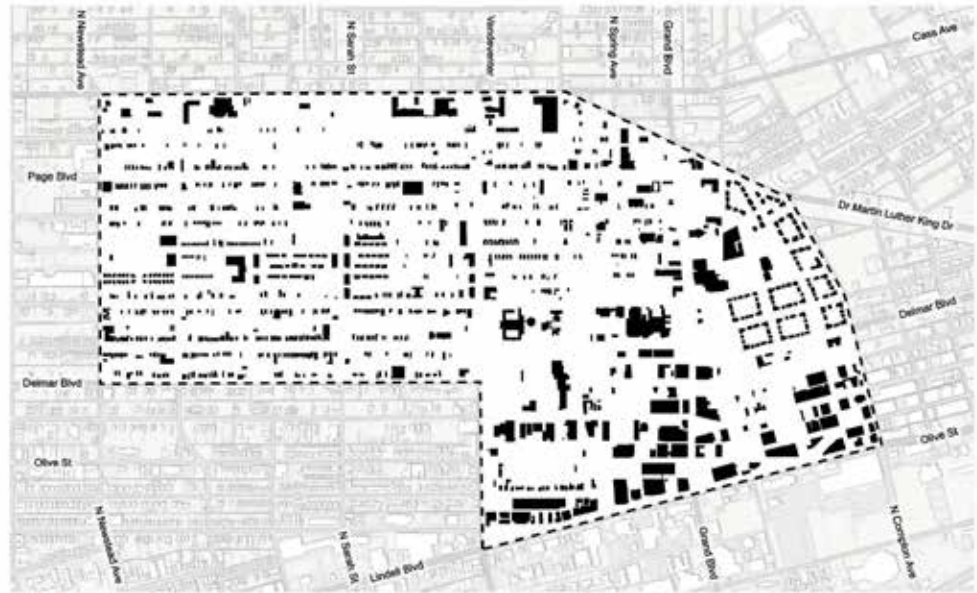 N Newstead Ave
N Sarah St
Vandeventer
N Spring Ave
Grand Blvd
Cass Ave
Page Blvd
Dr Martin Luther King Dr
Delmar Blvd
Delmar Blvd
Olive St
Olive St
N Newstead Ave
N Sarah St
Lindell Blvd
Grand Blvd
N Compton Ave